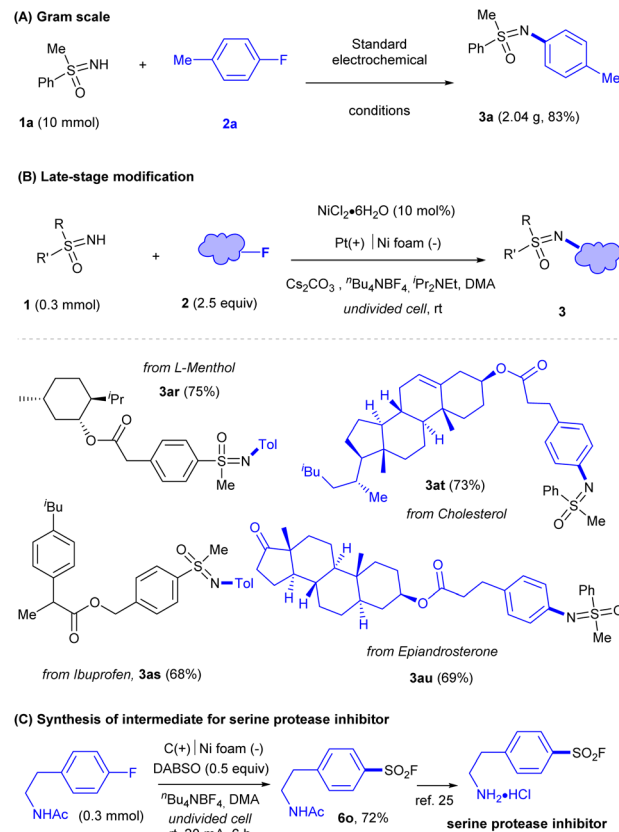 (A) Gram scale
Me
Ph
S
NH
O
1a (10 mmol)
+
Me
F
2a
Standard
electrochemical
conditions
Me
Ph
S
N
O
Me
3a (2.04 g, 83%)
(B) Late-stage modification
R
R'
S
NH
O
1 (0.3 mmol)
+
F
2 (2.5 equiv)
NiCl2•6H2O (10 mol%)
Pt(+) | Ni foam (-)
Cs2CO3 , nBu4NBF4, iPr2NEt, DMA
undivided cell, rt
R
R'
S
N
O
3
from L-Menthol
3ar (75%)
Me
iPr
O
O
O
S
N
Tol
Me
O
O
H
H
H
iBu
Me
3at (73%)
from Cholesterol
N
Ph
S
O
Me
iBu
Me
O
O
O
Me
S
N
Tol
from Ibuprofen, 3as (68%)
O
H
H
H
H
O
O
Ph
N
S
O
Me
from Epiandrosterone
3au (69%)
(C) Synthesis of intermediate for serine protease inhibitor
F
NHAc
(0.3 mmol)
C(+) | Ni foam (-)
DABSO (0.5 equiv)
nBu4NBF4, DMA
undivided cell
SO2F
NHAc
6o, 72%
ref. 25
SO2F
NH2•HCl
serine protease inhibitor